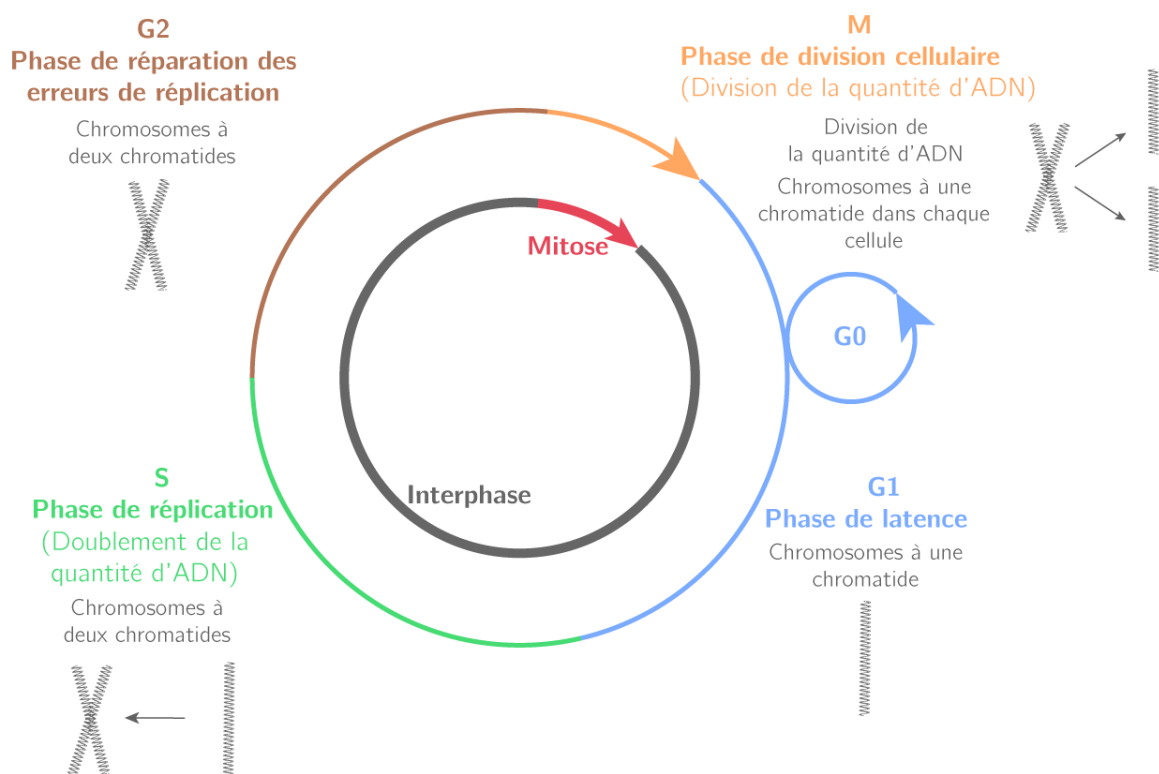 G2
Phase de réparation des
erreurs de réplication
Chromosomes à
deux chromatides
M
Phase de division cellulaire
(Division de la quantité d'ADN)
Division de
la quantité d'ADN
Chromosomes à une
chromatide dans chaque
cellule
Mitose
G0
Interphase
S
Phase de réplication
(Doublement de la
quantité d'ADN)
Chromosomes à
deux chromatides
G1
Phase de latence
Chromosomes à une
chromatide